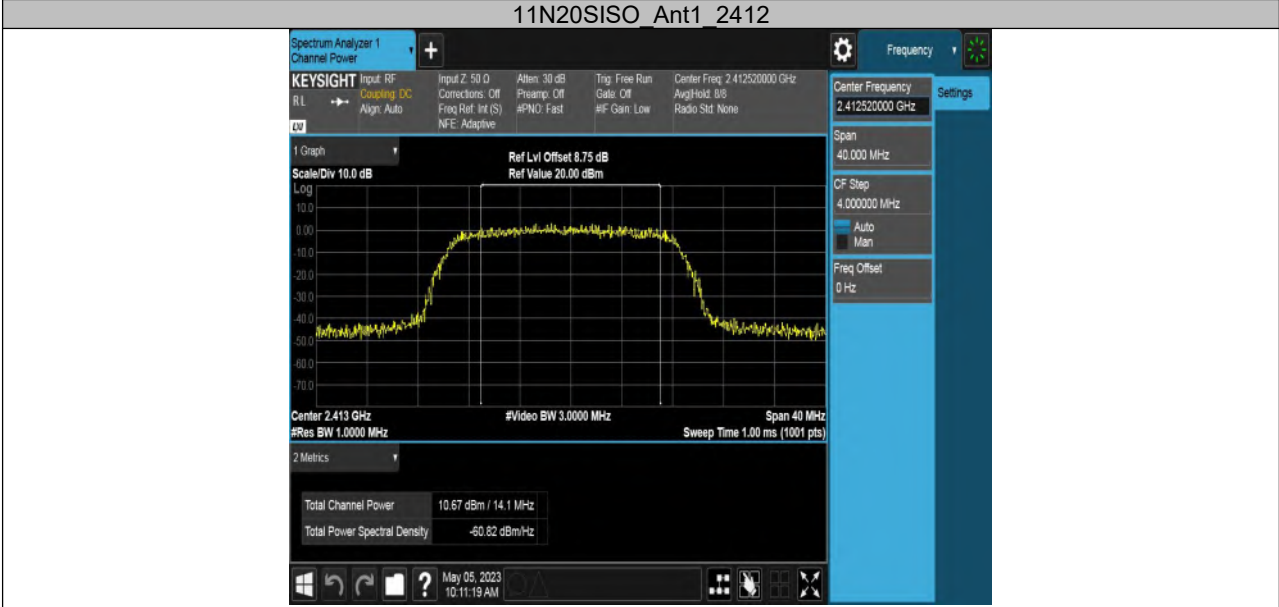 11N20SISO_Ant1_2412
Spectrum Analyzer 1
Channel Power
+
Frequency
KEYSIGHT
RL
Input: RF
Coupling: DC
Align: Auto
Input Z: 50 Ω
Corrections: Off
Freq Ref: Int (S)
NFE: Adaptive
Atten: 30 dB
Preamp: Off
#PNO: Fast
Trig: Free Run
Gate: Off
#IF Gain: Low
Center Freq: 2.412520000 GHz
Avg|Hold: 8/8
Radio Std: None
Center Frequency
2.412520000 GHz
Settings
Span
40.000 MHz
CF Step
4.000000 MHz
Auto
Man
Freq Offset
0 Hz
1 Graph
Scale/Div 10.0 dB
Ref Lvl Offset 8.75 dB
Ref Value 20.00 dBm
Log
10.0
0.00
-10.0
-20.0
-30.0
-40.0
-50.0
-60.0
-70.0
Center 2.413 GHz
#Video BW 3.0000 MHz
Span 40 MHz
#Res BW 1.0000 MHz
Sweep Time 1.00 ms (1001 pts)
2 Metrics
Total Channel Power 10.67 dBm / 14.1 MHz
Total Power Spectral Density -60.82 dBm/Hz
?
May 05, 2023
10:11:19 AM